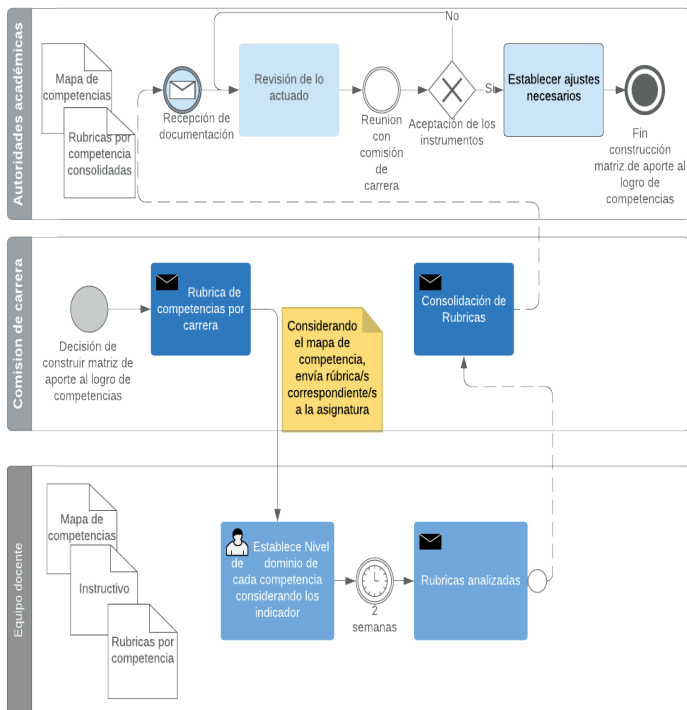 Autoridades académicas
Mapa de
competencias
Rubricas por
competencia
consolidadas
Recepción de
documentación
Revisión de lo
actuado
Reunion
con
comisión
de
carrera
No
Aceptación de los
instrumentos
Si
Establecer ajustes
necesarios
Fin
construcción
matriz de aporte al
logro de
competencias
Comision de carrera
Decisión de
construir matriz de
aporte al logro de
competencias
Rubrica de
competencias por
carrera
Considerando
el mapa de
competencia,
envía rúbrica/s
correspondiente/s
a la asignatura
Consolidación de
Rubricas
Equipo docente
Mapa de
competencias
Instructivo
Rubricas por
competencia
Establece Nivel
de dominio de
cada competencia
considerando los
indicador
2
semanas
Rubricas analizadas